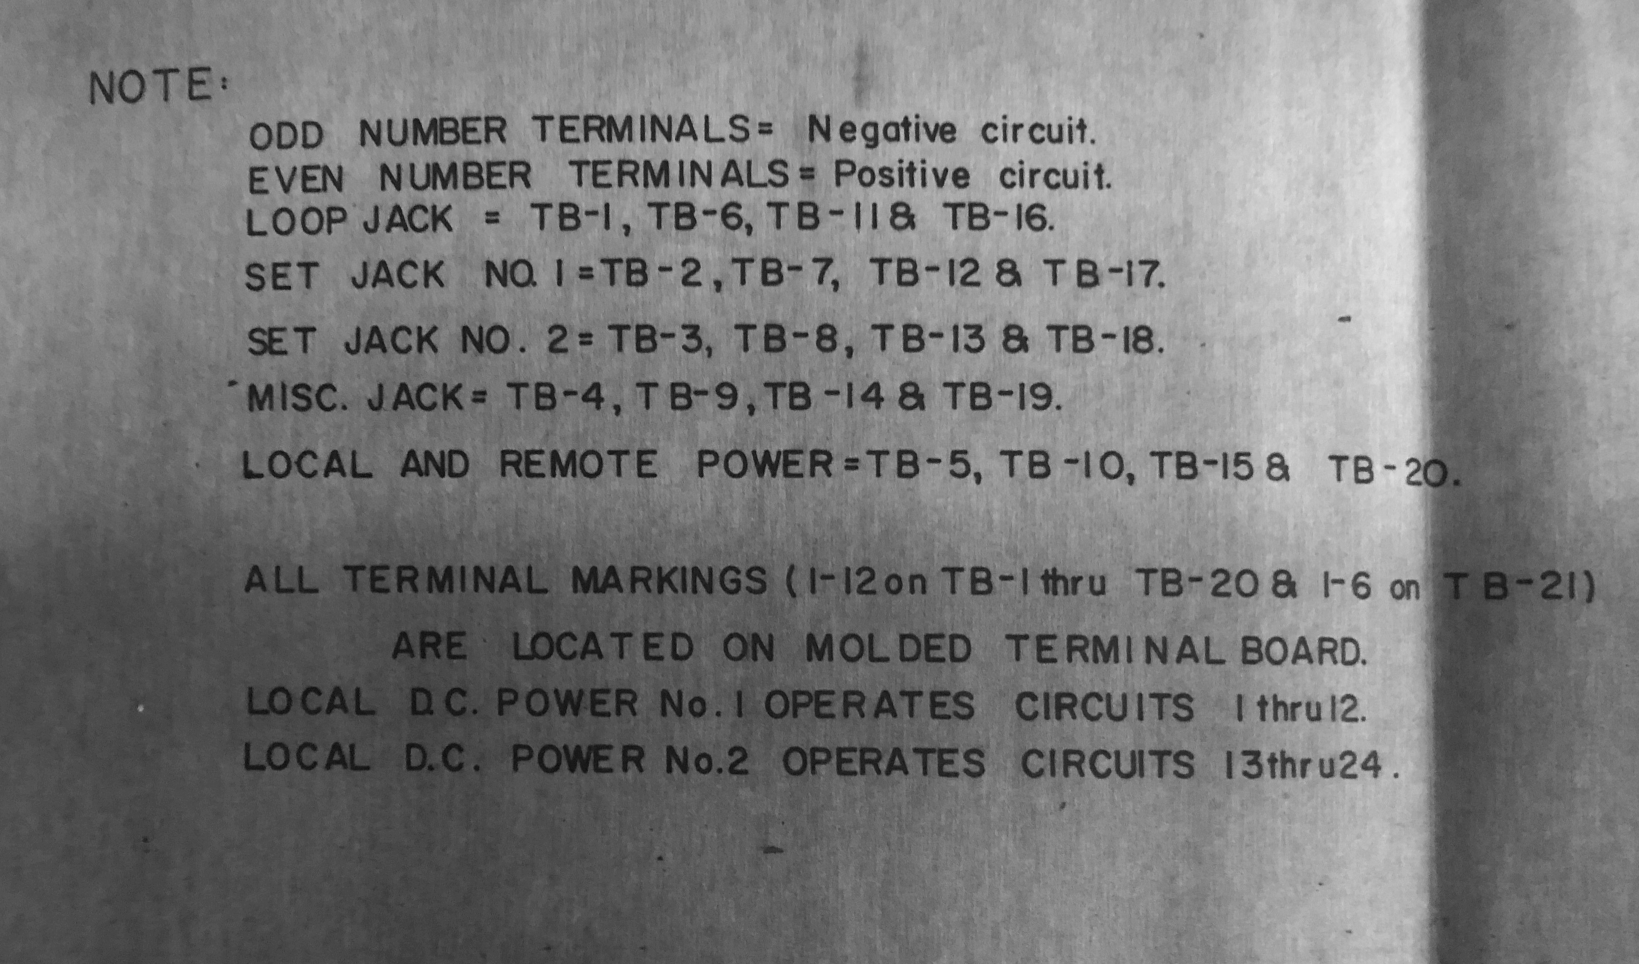 NOTE:
ODD NUMBER TERMINALS= Negative circuit.
EVEN NUMBER TERMINALS= Positive circuit.
LOOP JACK = TB-1, TB-6, TB-11 & TB-16.
SET JACK NO. 1 = TB-2, TB-7, TB-12 & TB-17.
SET JACK NO. 2= TB-3, TB-8, TB-13 & TB-18.
MISC. JACK= TB-4, TB-9, TB-14 & TB-19.
LOCAL AND REMOTE POWER=TB-5, TB-10, TB-15 & TB-20.
ALL TERMINAL MARKINGS (1-12 on TB-1 thru TB-20 & 1-6 on TB-21)
ARE LOCATED ON MOLDED TERMINAL BOARD.
LOCAL D.C. POWER No. 1 OPERATES CIRCUITS 1 thru 12.
LOCAL D.C. POWER No. 2 OPERATES CIRCUITS 13 thru 24.